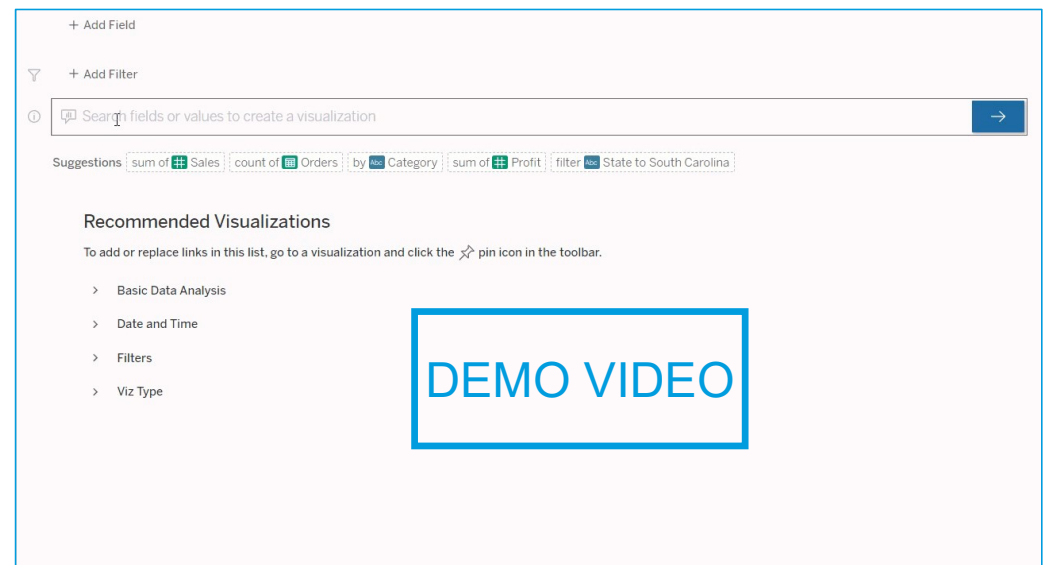 + Add Field
+ Add Filter
Search fields or values to create a visualization
Suggestions sum of Sales count of Orders by Abc Category sum of Profit filter Abc State to South Carolina
Recommended Visualizations
To add or replace links in this list, go to a visualization and click the pin icon in the toolbar.
> Basic Data Analysis
> Date and Time
> Filters
> Viz Type
DEMO VIDEO